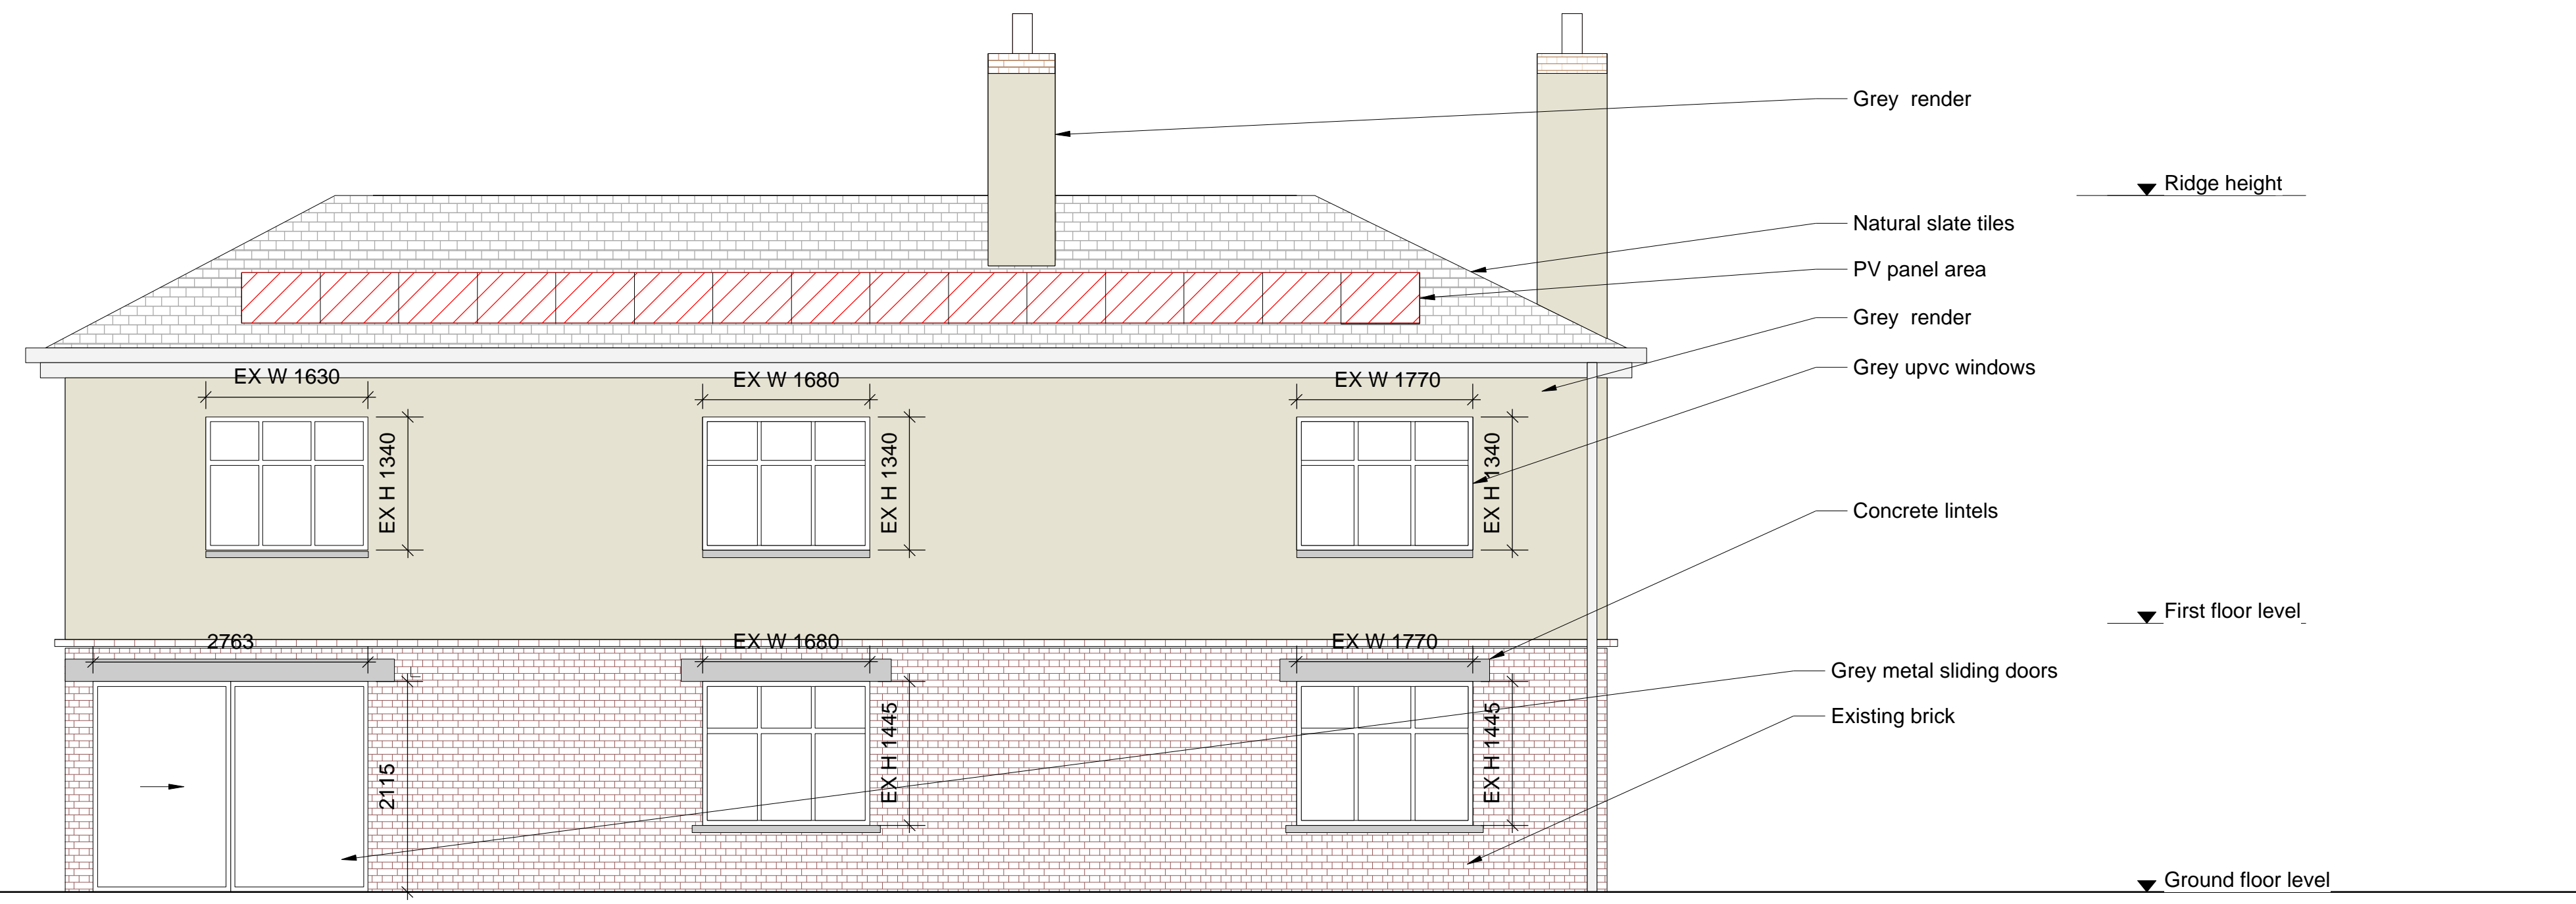 Grey render
Ridge height
Natural slate tiles
PV panel area
Grey render
Grey upvc windows
EX W 1630
EX W 1680
EX W 1770
EX H 1340
EX H 1340
EX H 1340
Concrete lintels
First floor level
2763
EX W 1680
EX W 1770
Grey metal sliding doors
Existing brick
2115
EX H 1445
EX H 1445
Ground floor level